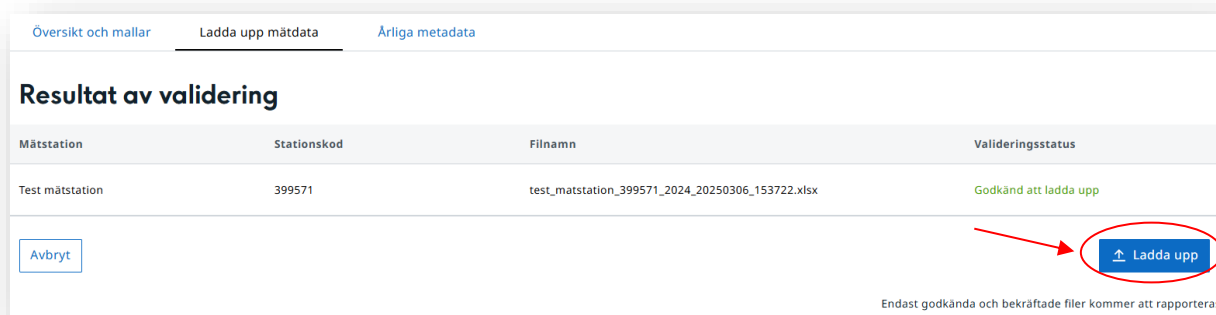 Översikt och mallar Ladda upp mätdata Årliga metadata
Resultat av validering
Mätstation Stationskod Filnamn Valideringsstatus
Test mätstation 399571 test_matstation_399571_2024_20250306_153722.xlsx Godkänd att ladda upp
Avbryt Ladda upp
Endast godkända och bekräftade filer kommer att rapporteras